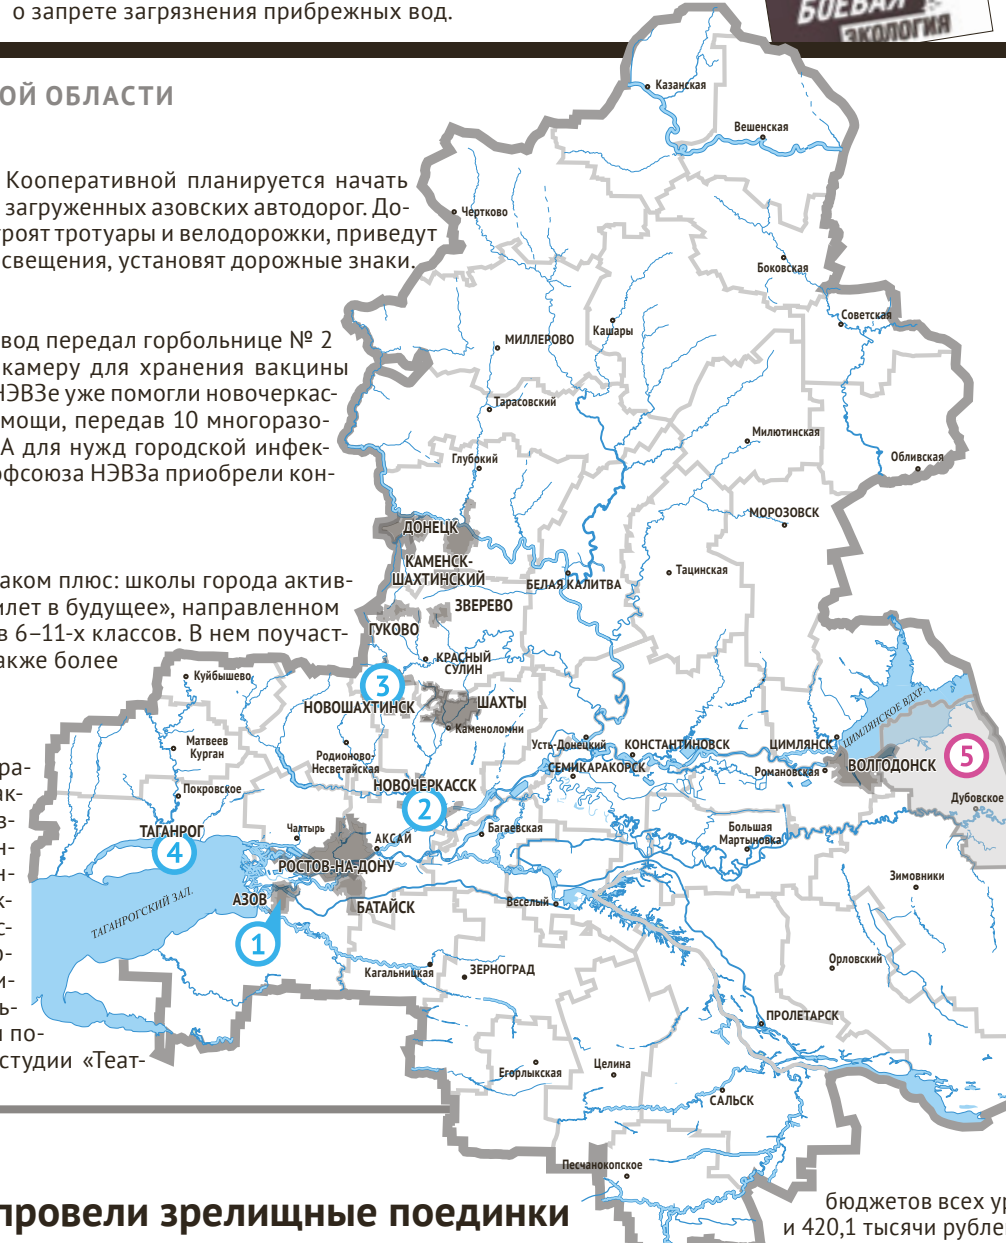 о запрете загрязнения прибрежных вод.
БОЕВАЯ
ЭКОЛОГИЯ
ОЙ ОБЛАСТИ
Кооперативной планируется начать
загруженных азовских автодорог. До-
троят тротуары и велодорожки, приведут
свещения, установят дорожные знаки.
вод передал горбольнице № 2
камеру для хранения вакцины
НЭВЗе уже помогли новочеркас-
мощи, передав 10 многоразо-
А для нужд городской инфек-
офсоюза НЭВЗа приобрели кон-
аком плюс: школы города актив-
илет в будущее», направленном
в 6–11-х классов. В нем поучаст-
акже более
ра-
ак-
з-
н-
н-
к-
с-
о-
и-
ь-
и по-
студии «Теат-
Казанская
Вешенская
Чертково
Боковская
Советская
Кашары
МИЛЛЕРОВО
Тарасовский
Милютинская
Глубокий
Обливская
МОРОЗОВСК
ДОНЕЦК
КАМЕНСК-
ШАХТИНСКИЙ
Тацинская
БЕЛАЯ КАЛИТВА
ЗВЕРЕВО
ГУКОВО
КРАСНЫЙ
СУЛИН
Куйбышево
3
НОВОШАХТИНСК
ШАХТЫ
Каменоломни
ЦИМЛЯНСКОЕ ВДХР.
Матвеев
Курган
Родионово-
Несветайская
Усть-Донецкий
КОНСТАНТИНОВСК
ЦИМЛЯНСК
5
СЕМИКАРАКОРСК
Романовская
ВОЛГОДОНСК
Покровское
НОВОЧЕРКАССК
2
Дубовское
ТАГАНРОГ
4
Чалтырь
АКСАЙ
Багаевская
Большая
Мартыновка
РОСТОВ-НА-ДОНУ
Зимовники
ТАГАНРОГСКИЙ ЗАЛ.
АЗОВ
БАТАЙСК
Веселый
1
Кагальницкая
ЗЕРНОГРАД
Орловский
ПРОЛЕТАРСК
Егорлыкская
Целина
САЛЬСК
Песчанокопское
провели зрелищные поединки
бюджетов всех ур
и 420,1 тысячи рубле